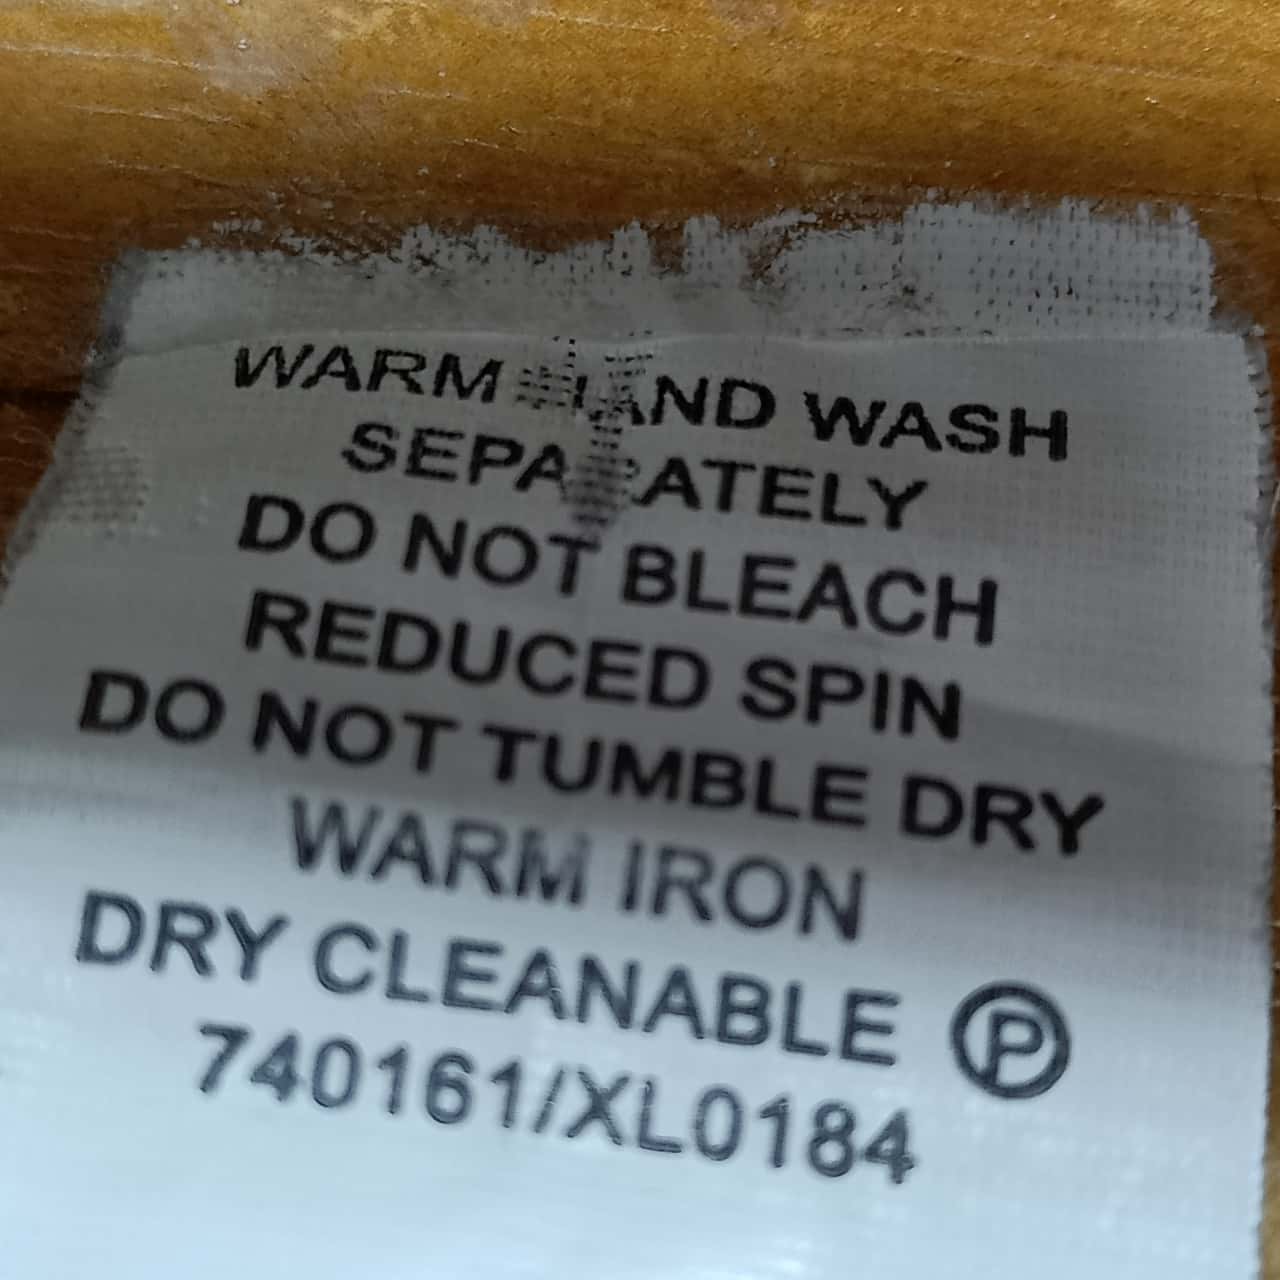 WARM HAND WASH
SEPARATELY
DO NOT BLEACH
REDUCED SPIN
DO NOT TUMBLE DRY
WARM IRON
DRY CLEANABLE Ⓟ
740161/XL0184